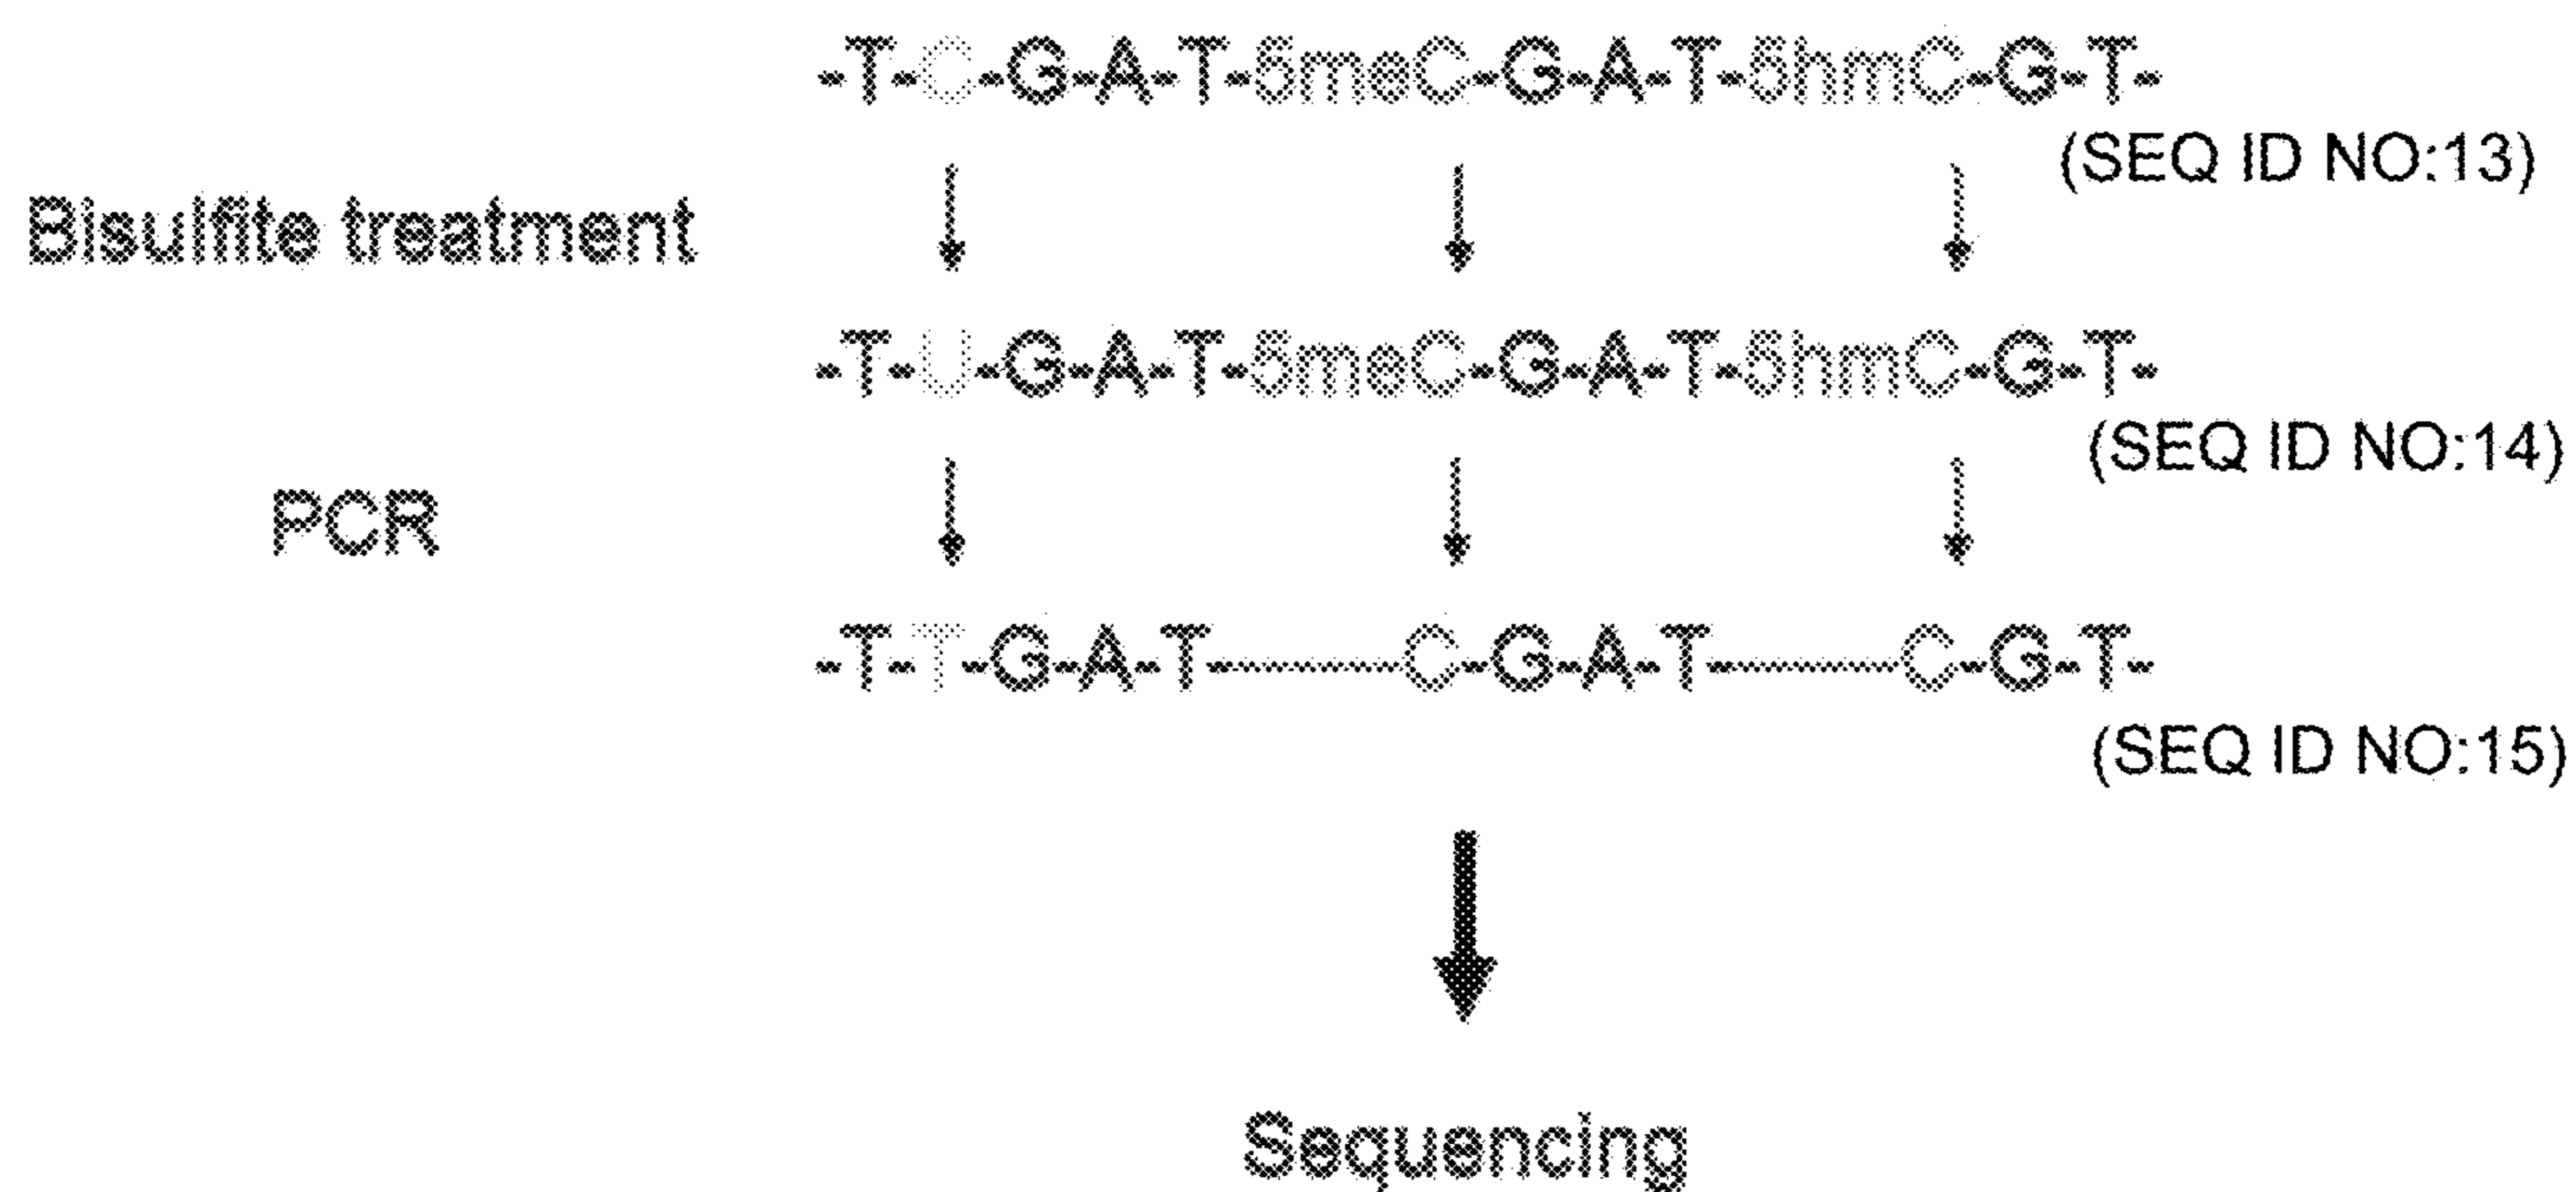 -T-C-G-A-T-5meC-G-A-T-5hmC-G-T-
(SEQ ID NO:13)
Bisulfite treatment
-T-U-G-A-T-5meC-G-A-T-5hmC-G-T-
(SEQ ID NO:14)
PCR
-T-T-G-A-T-C-G-A-T-C-G-T-
(SEQ ID NO:15)
Sequencing